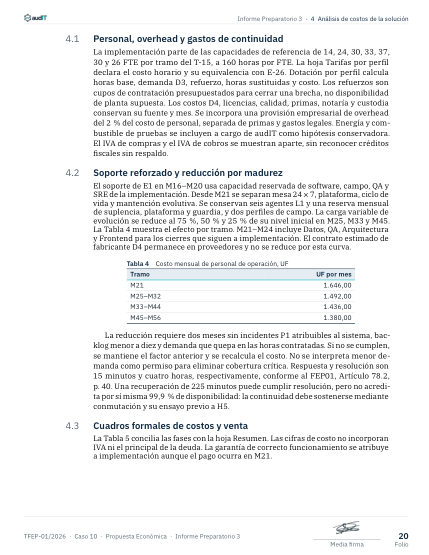 audIT
Informe Preparatorio 3 · 4 Análisis de costos de la solución
4.1 Personal, overhead y gastos de continuidad
La implementación parte de las capacidades de referencia de 14, 24, 30, 33, 37,
30 y 26 FTE por tramo del T-15, a 160 horas por FTE. La hoja Tarifas por perfil
declara el costo horario y su equivalencia con E-26. Dotación por perfil calcula
horas base, demanda D3, refuerzo, horas suministradas y costo. Los refuerzos son
cupos de contratación presupuestados para cerrar una brecha, no disponibilidad
de planta supuesta. Los costos D4, licencias, calidad, primas, notaría y custodia
conservan su fuente y mes. Se incorpora una provisión empresarial de overhead
del 2 % del costo de personal, separada de primas y gastos legales. Energía y com-
bustible de pruebas se incluyen a cargo de audIT como hipótesis conservadora.
El IVA de compras y el de cobros se muestran aparte, sin reconocer créditos
fiscales sin respaldo.
4.2 Soporte reforzado y reducción por madurez
El soporte de E1 en M16–M20 usa capacidad reservada de software, campo, QA y
SRE de la implementación. Desde M21 se separan mesa 24 × 7, plataforma, ciclo de
vida y mantención evolutiva. Se conservan seis agentes L1 y una reserva mensual
de suplencia, plataforma y guardia, y dos perfiles de campo. La carga variable de
evolución se reduce al 75 %, 50 % y 25 % de su nivel inicial en M25, M33 y M45.
La Tabla 4 muestra el efecto por tramo. M21–M24 incluye Datos, QA, Arquitectura
y Frontend para los cierres que siguen a implementación. El contrato estimado de
fabricante D4 permanece en proveedores y no se reduce por esta curva.
Tabla 4 Costo mensual de personal de operación, UF
Tramo UF por mes
M21 1.646,00
M25–M32 1.492,00
M33–M44 1.436,00
M45–M56 1.380,00
La reducción requiere dos meses sin incidentes P1 atribuibles al sistema, bac-
klog menor a diez y demanda que quepa en las horas contratadas. Si no se cumplen,
se mantiene el factor anterior y se recalcula el costo. No se interpreta menor de-
manda como permiso para eliminar cobertura crítica. Respuesta y resolución son
15 minutos y cuatro horas, respectivamente, conforme al FEP01, Artículo 78.2,
p. 40. Una recuperación de 225 minutos puede cumplir resolución, pero no acredi-
ta por sí misma 99,9 % de disponibilidad: la continuidad debe sostenerse mediante
conmutación y su ensayo previo a H5.
4.3 Cuadros formales de costos y venta
La Tabla 5 concilia las fases con la hoja Resumen. Las cifras de costo no incorporan
IVA ni el principal de la deuda. La garantía de correcto funcionamiento se atribuye
a implementación aunque el pago ocurra en M21.
TFEP-01/2026 · Caso 10 · Propuesta Económica · Informe Preparatorio 3
Media firma
20
Folio